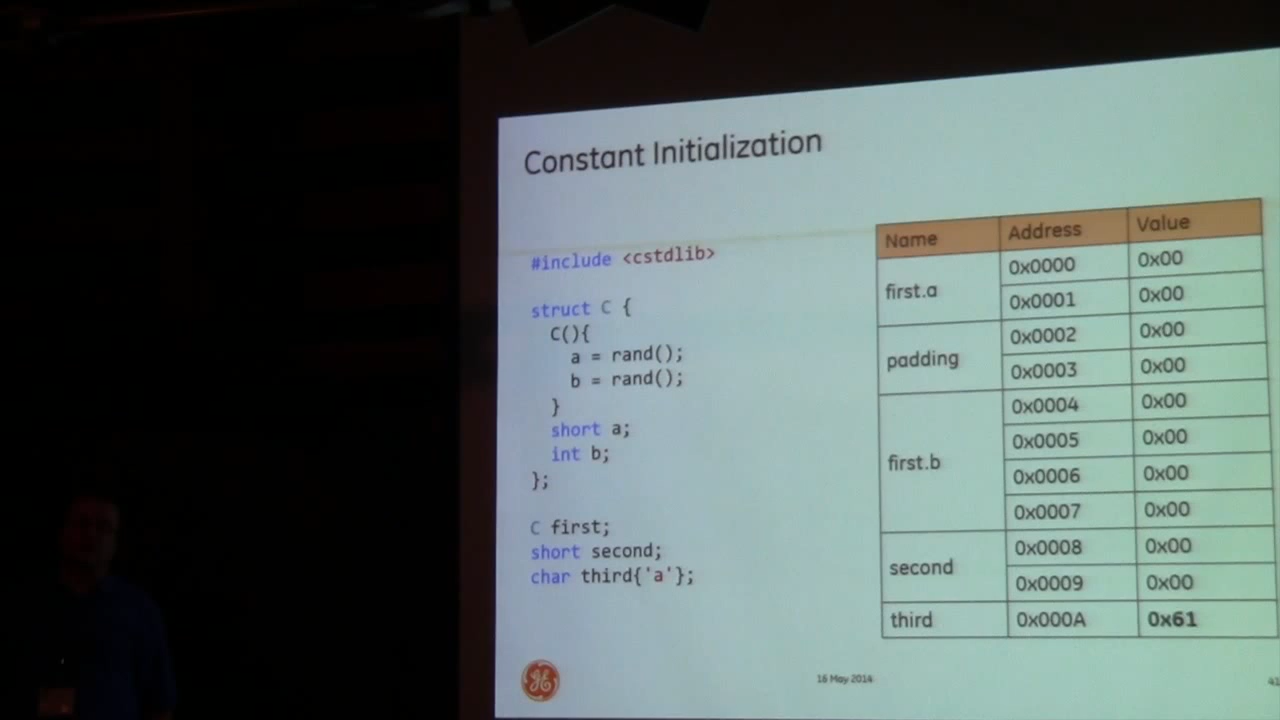 Constant Initialization
#include <cstdlib>
struct C {
C(){
a = rand();
b = rand();
}
short a;
int b;
};
C first;
short second;
char third{'a'};
Name Address Value
first.a 0x0000 0x00
0x0001 0x00
padding 0x0002 0x00
0x0003 0x00
first.b 0x0004 0x00
0x0005 0x00
0x0006 0x00
0x0007 0x00
second 0x0008 0x00
0x0009 0x00
third 0x000A 0x61
GE
16 May 2014